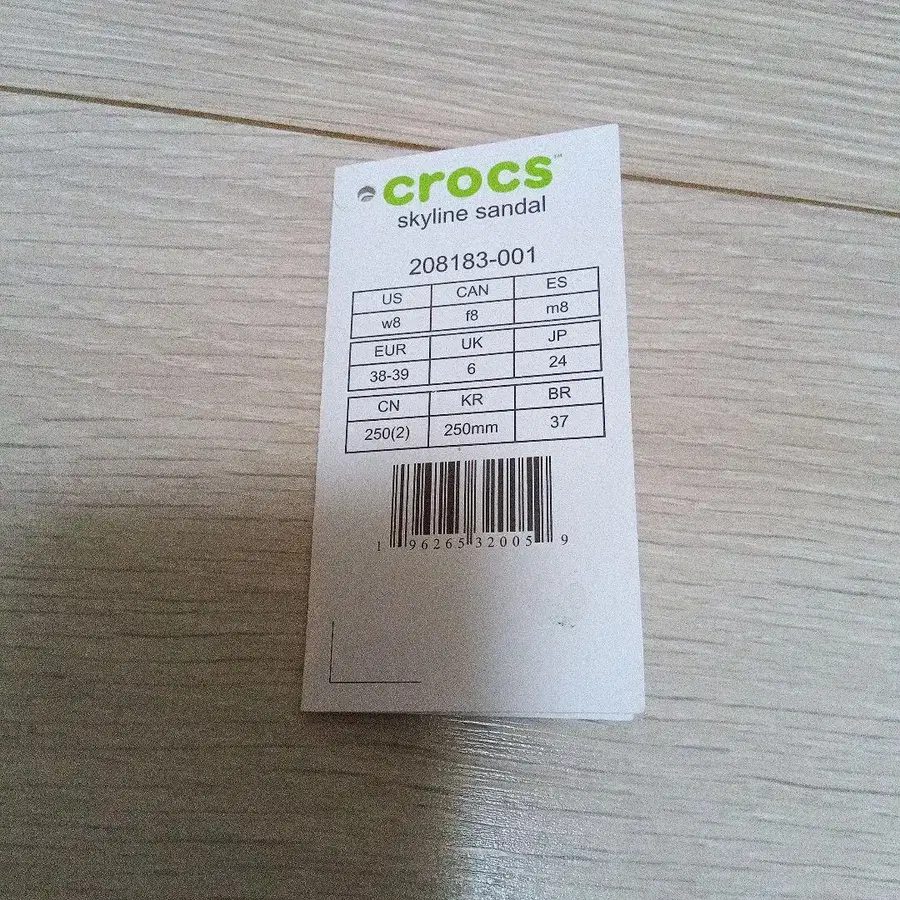 crocs™
skyline sandal
208183-001
US CAN ES
w8 f8 m8
EUR UK JP
38-39 6 24
CN KR BR
250(2) 250mm 37
1 96265 32005 9